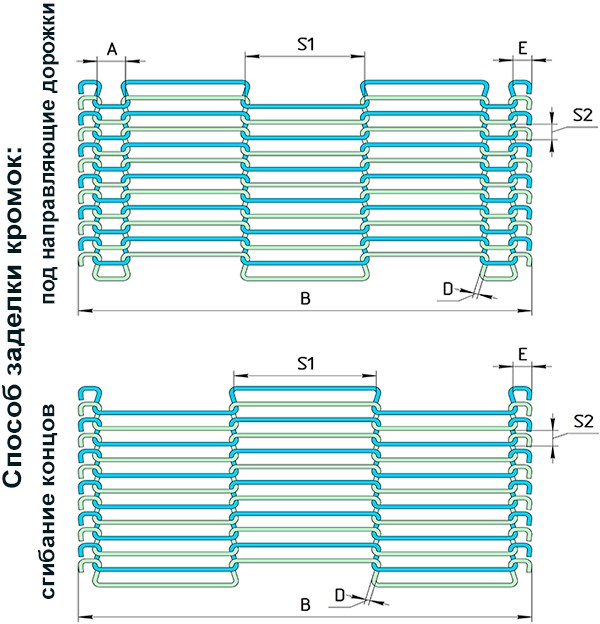 Способ заделки кромок:
под направляющие дорожки
A
S1
E
S2
D
B
сгибание концов
S1
E
S2
D
B